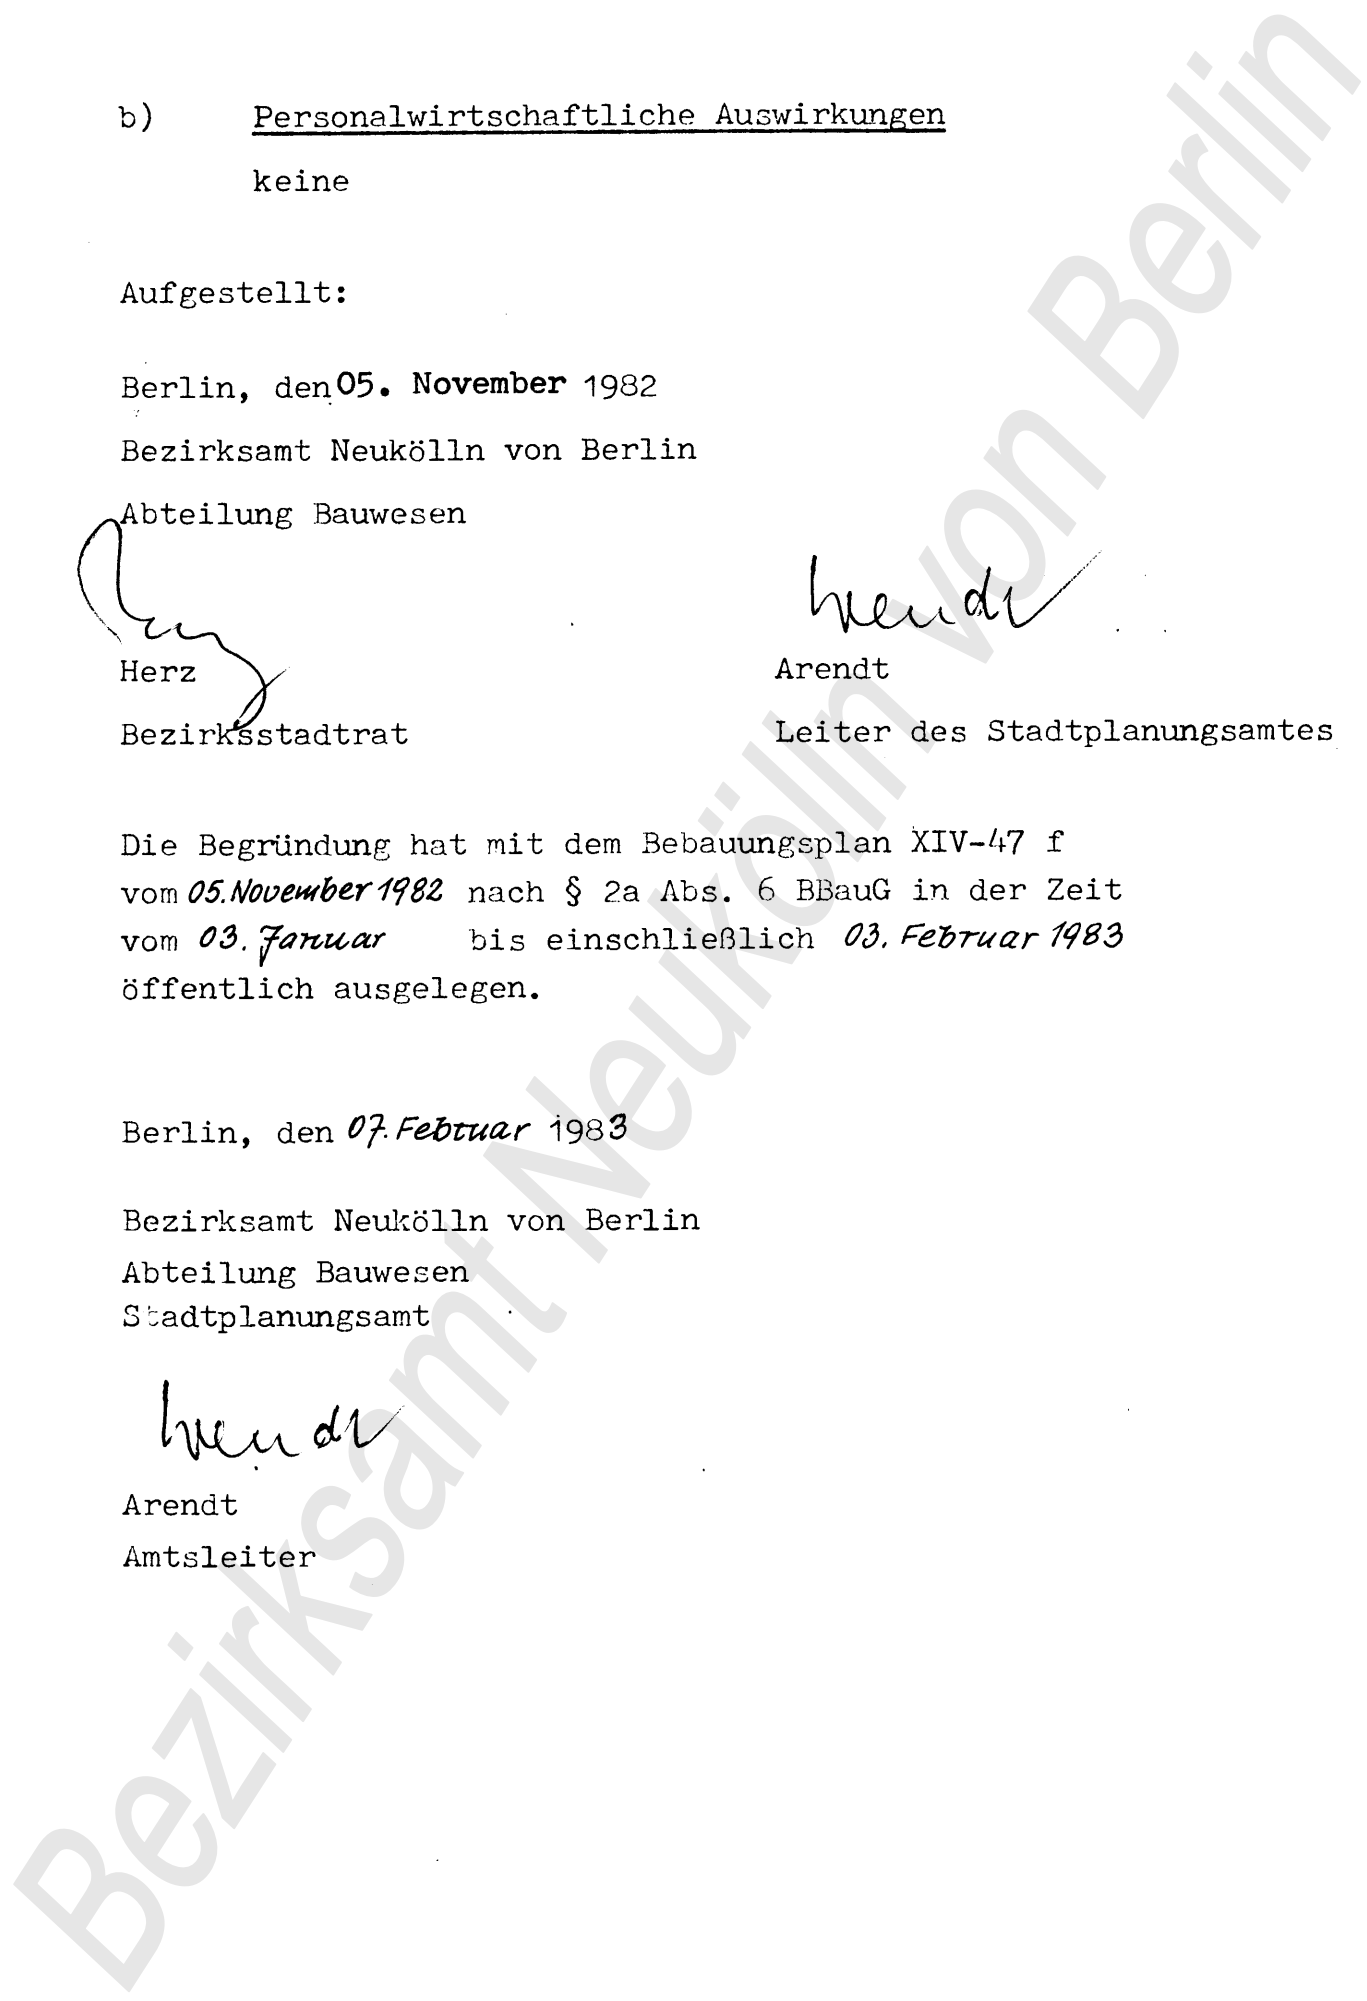 b) Personalwirtschaftliche Auswirkungen
keine
Aufgestellt:
Berlin, den 05. November 1982
Bezirksamt Neukölln von Berlin
Abteilung Bauwesen
Herz
Arendt
Bezirksstadtrat
Leiter des Stadtplanungsamtes
Die Begründung hat mit dem Bebauungsplan XIV-47 f
vom 05. November 1982 nach § 2a Abs. 6 BBauG in der Zeit
vom 03. Januar bis einschließlich 03. Februar 1983
öffentlich ausgelegen.
Berlin, den 07. Februar 1983
Bezirksamt Neukölln von Berlin
Abteilung Bauwesen
Stadtplanungsamt
Arendt
Arendt
Amtsleiter
Bezirksamt Neukölln von Berlin